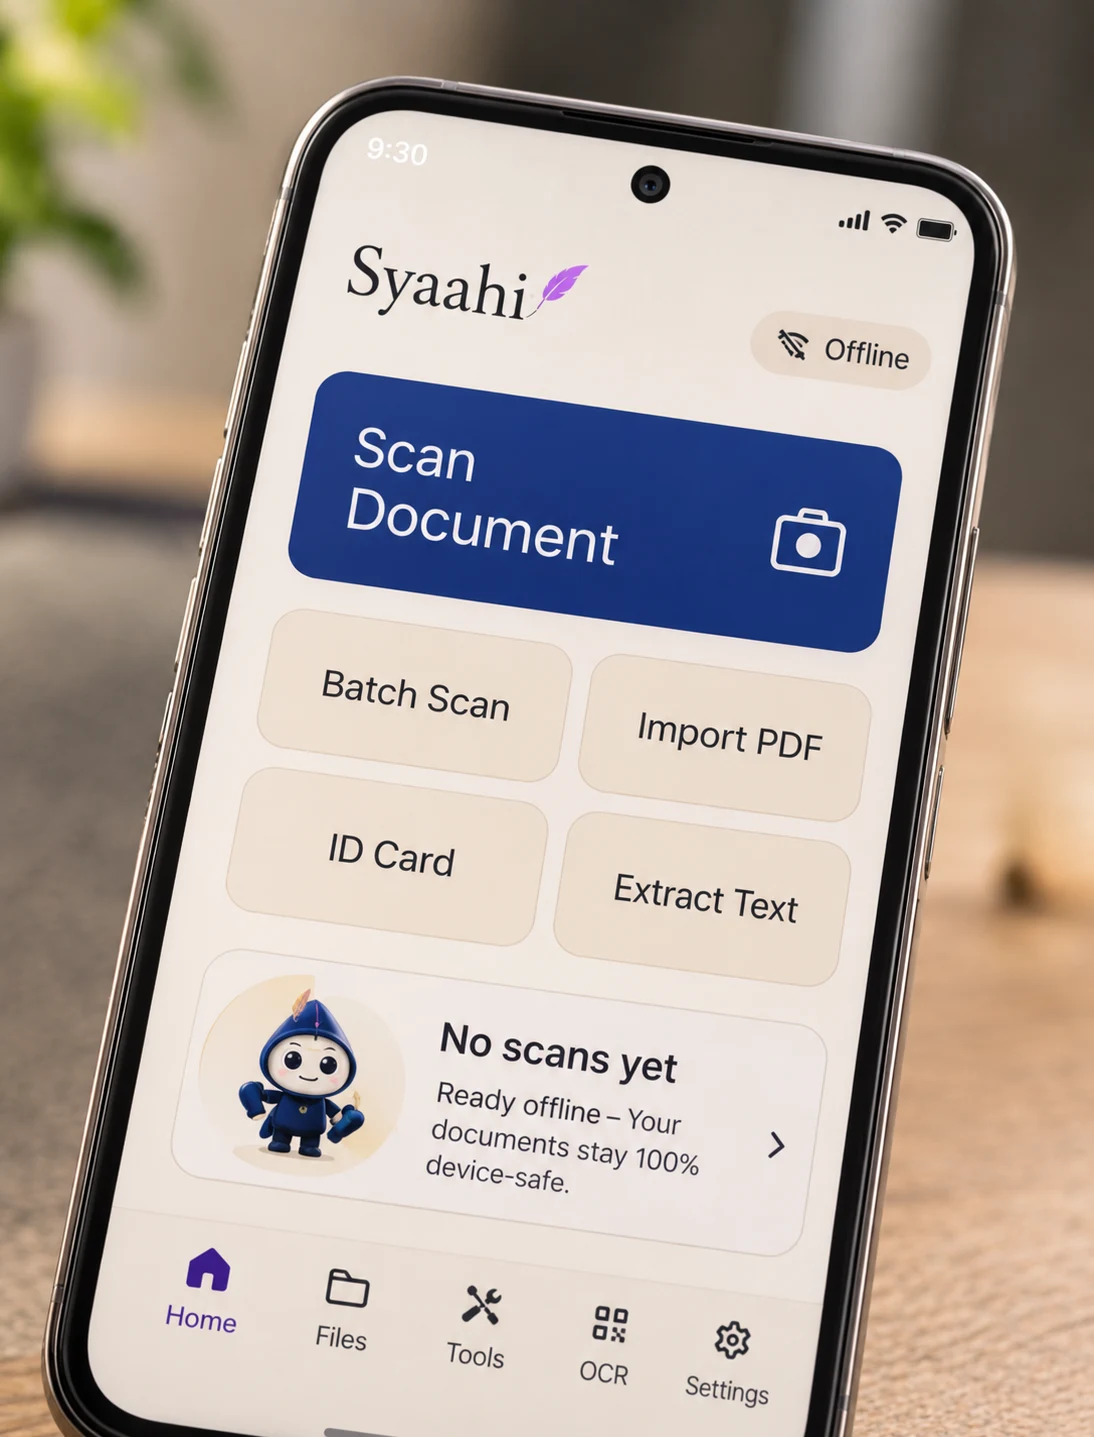 9:30
Syaahi
Offline
Scan
Document
Batch Scan
Import PDF
ID Card
Extract Text
No scans yet
Ready offline – Your
documents stay 100%
device-safe.
Home
Files
Tools
OCR
Settings